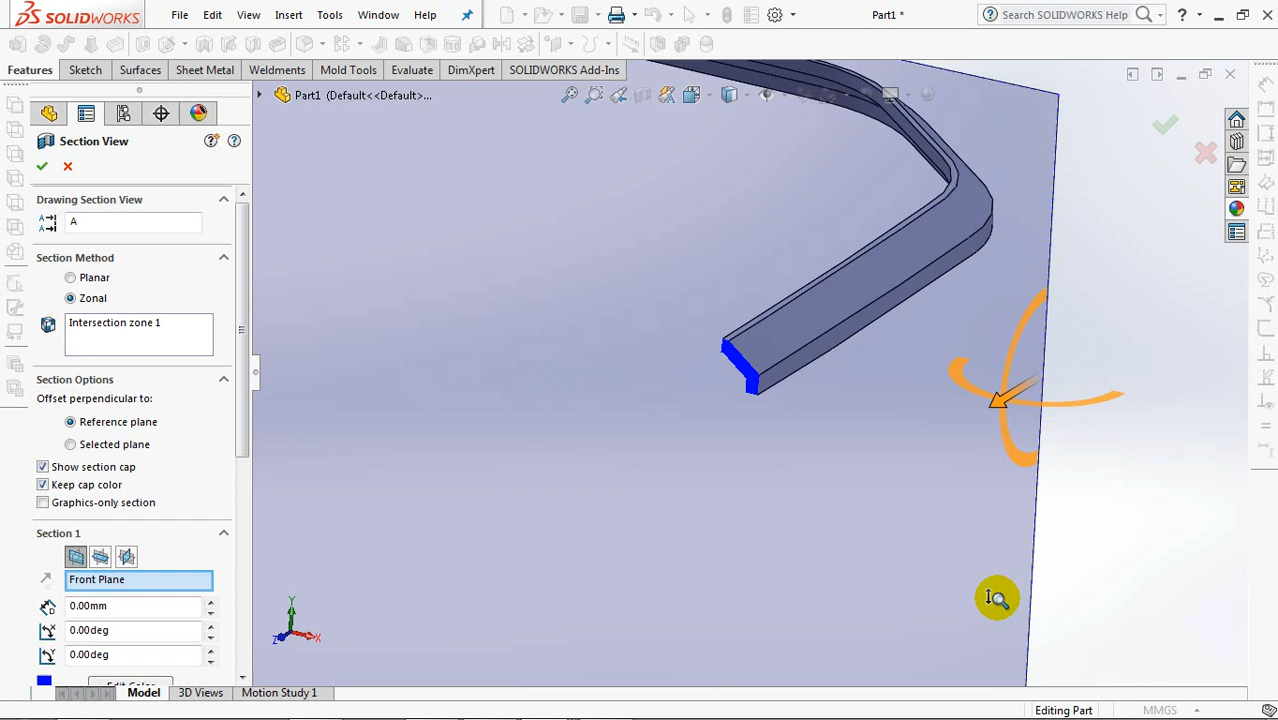 SOLIDWORKS File Edit View Insert Tools Window Help Part1 * Search SOLIDWORKS Help
Features Sketch Surfaces Sheet Metal Weldments Mold Tools Evaluate DimXpert SOLIDWORKS Add-Ins
Part1 (Default<<Default>...
Section View
Drawing Section View
A
Section Method
Planar
Zonal
Intersection zone 1
Section Options
Offset perpendicular to:
Reference plane
Selected plane
Show section cap
Keep cap color
Graphics-only section
Section 1
Front Plane
0.00mm
0.00deg
0.00deg
Edit Color
Y
Z X
Model 3D Views Motion Study 1
Editing Part MMGS